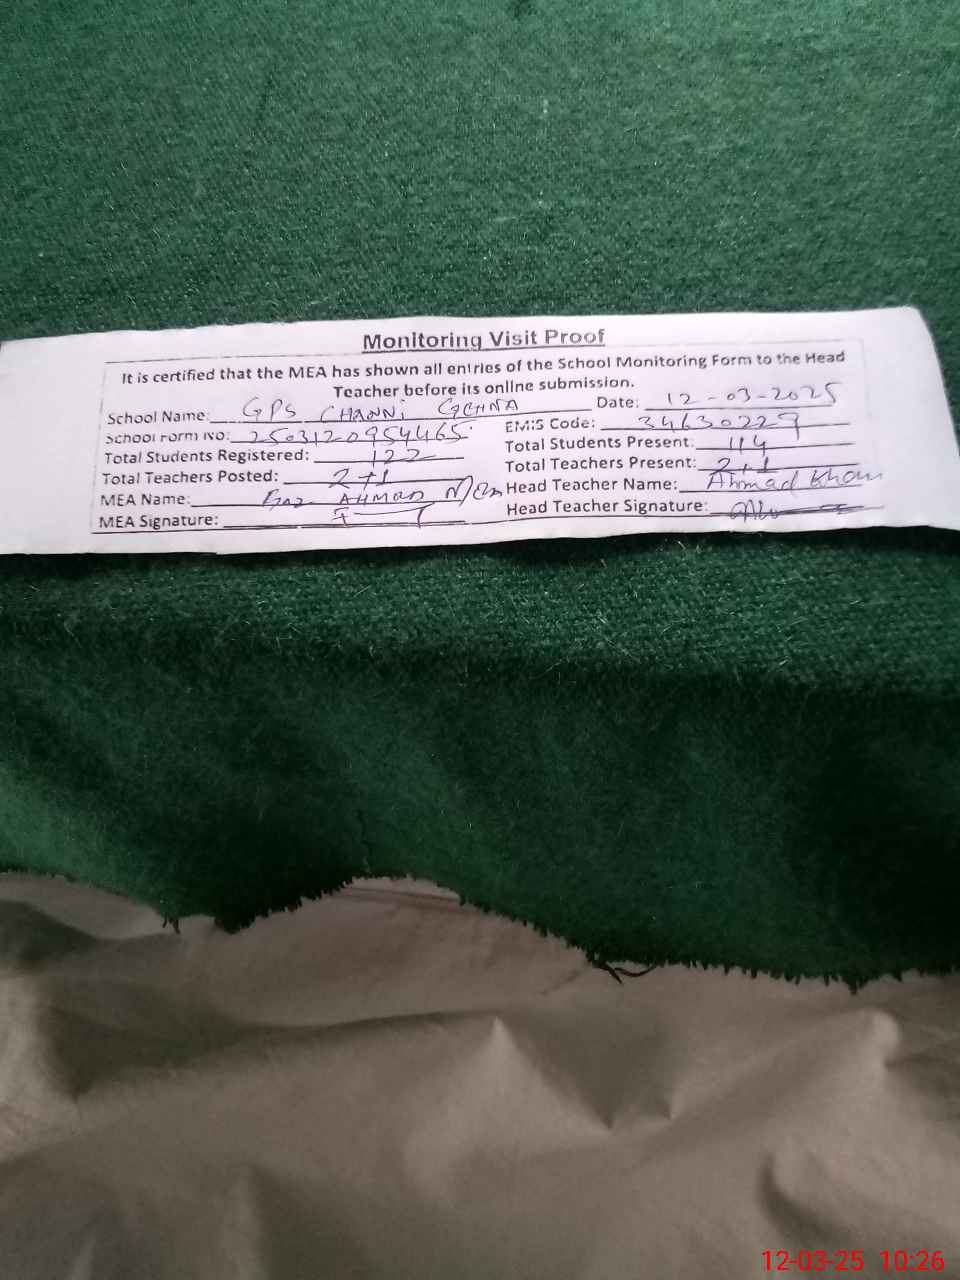 Monitoring Visit Proof
It is certified that the MEA has shown all entries of the School Monitoring Form to the Head
Teacher before its online submission.
School Name: GPS CHANNI Date: 12-03-2025
School Form No: 2503120954465 EMIS Code: 34630229
Total Students Registered: 122 Total Students Present: 114
Total Teachers Posted: 2+1 Total Teachers Present: 2+1
MEA Name: AHMAD Head Teacher Name: Ahmad Khan
MEA Signature: Head Teacher Signature:
12-03-25 10:26